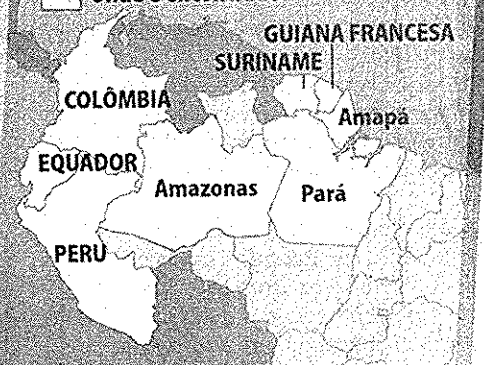 GUIANA FRANCESA
SURINAME
COLÔMBIA
Amapá
EQUADOR
Amazonas
Pará
PERU